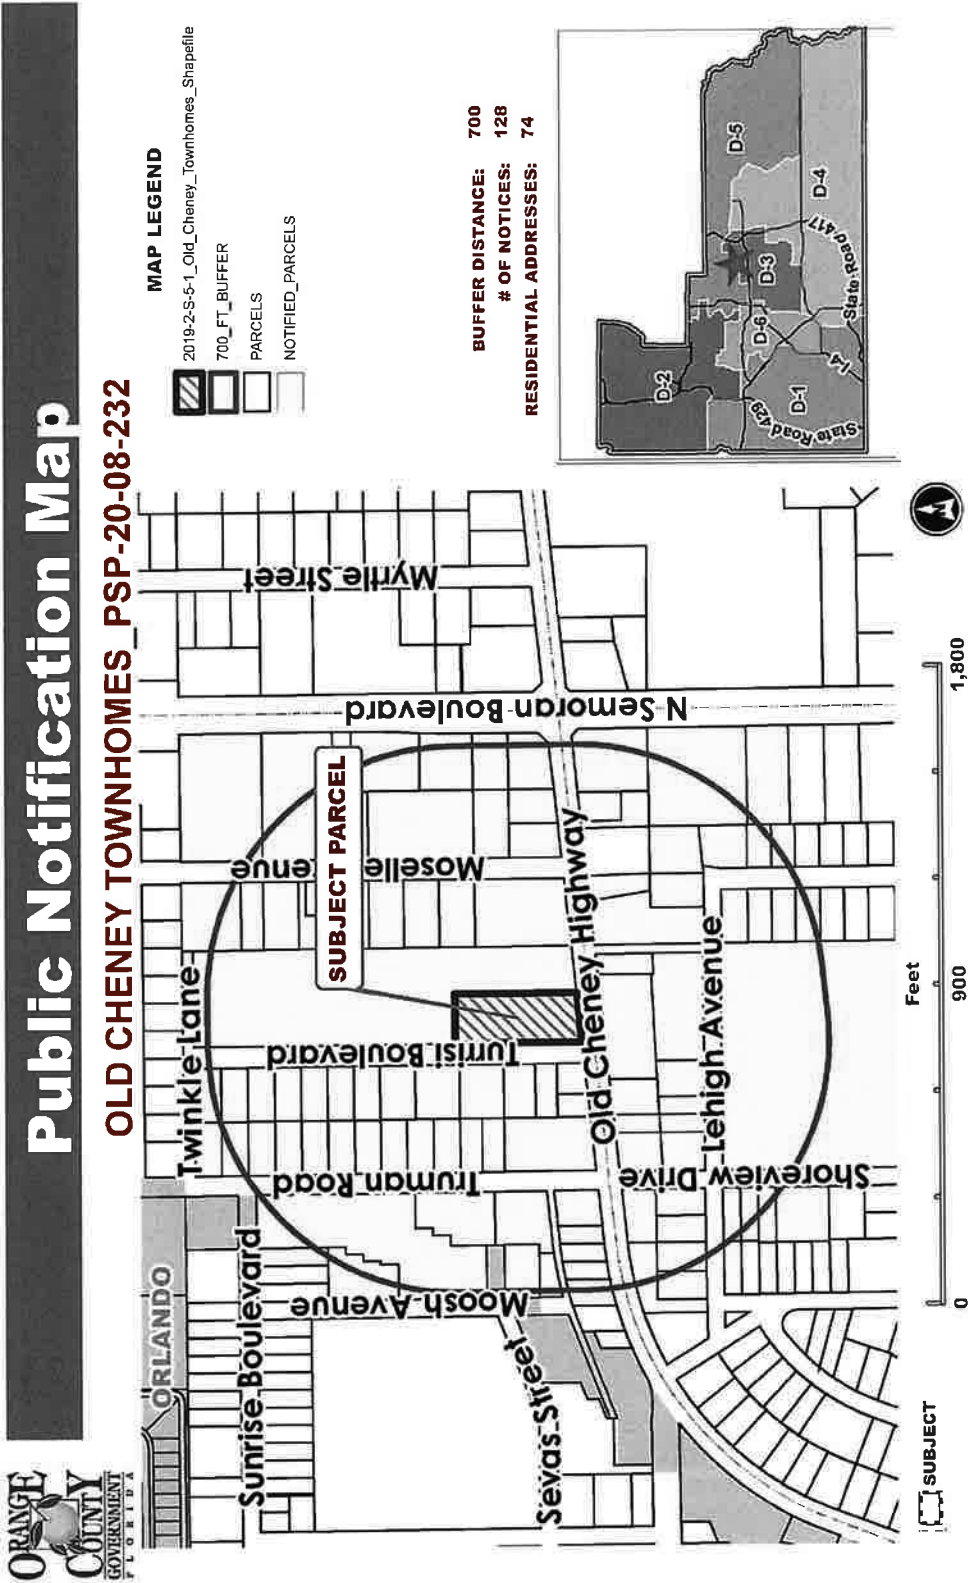 ORANGE
COUNTY
GOVERNMENT
FLORIDA
Public Notification Map
OLD CHENEY TOWNHOMES_PSP-20-08-232
MAP LEGEND
2019-2-S-5-1_Old_Cheney_Townhomes_Shapefile
700_FT_BUFFER
PARCELS
NOTIFIED_PARCELS
BUFFER DISTANCE: 700
# OF NOTICES: 128
RESIDENTIAL ADDRESSES: 74
ORLANDO
Twinkle Lane
Sunrise Boulevard
Moosh Avenue
Sevas Street
Truman Road
Turrisi Boulevard
SUBJECT PARCEL
Moselle
enue
N Semoran Boulevard
Myrtle Street
Old Cheney Highway
Lehigh Avenue
Shoreview Drive
D-2
D-5
D-3
D-4
D-6
D-1
State Road 429
I-4
State Road 417
SUBJECT
Feet
0
900
1,800
N